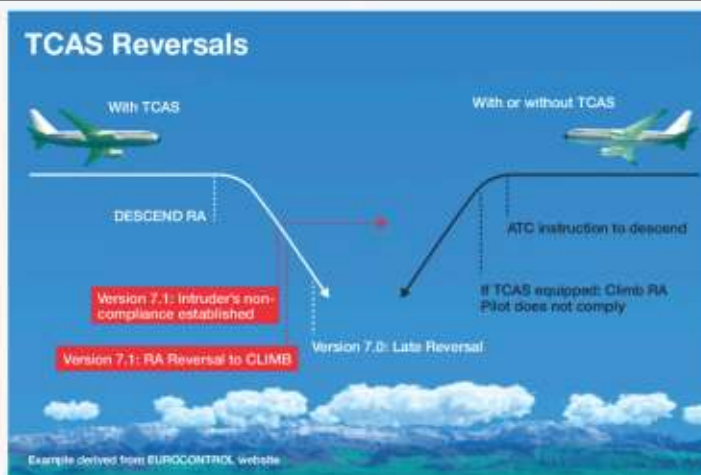 TCAS Reversals
With TCAS
With or without TCAS
DESCEND RA
ATC instruction to descend
If TCAS equipped: Climb RA
Pilot does not comply
Version 7.1: Intruder's non-
compliance established
Version 7.0: Late Reversal
Version 7.1: RA Reversal to CLIMB
Example derived from EUROCONTROL website